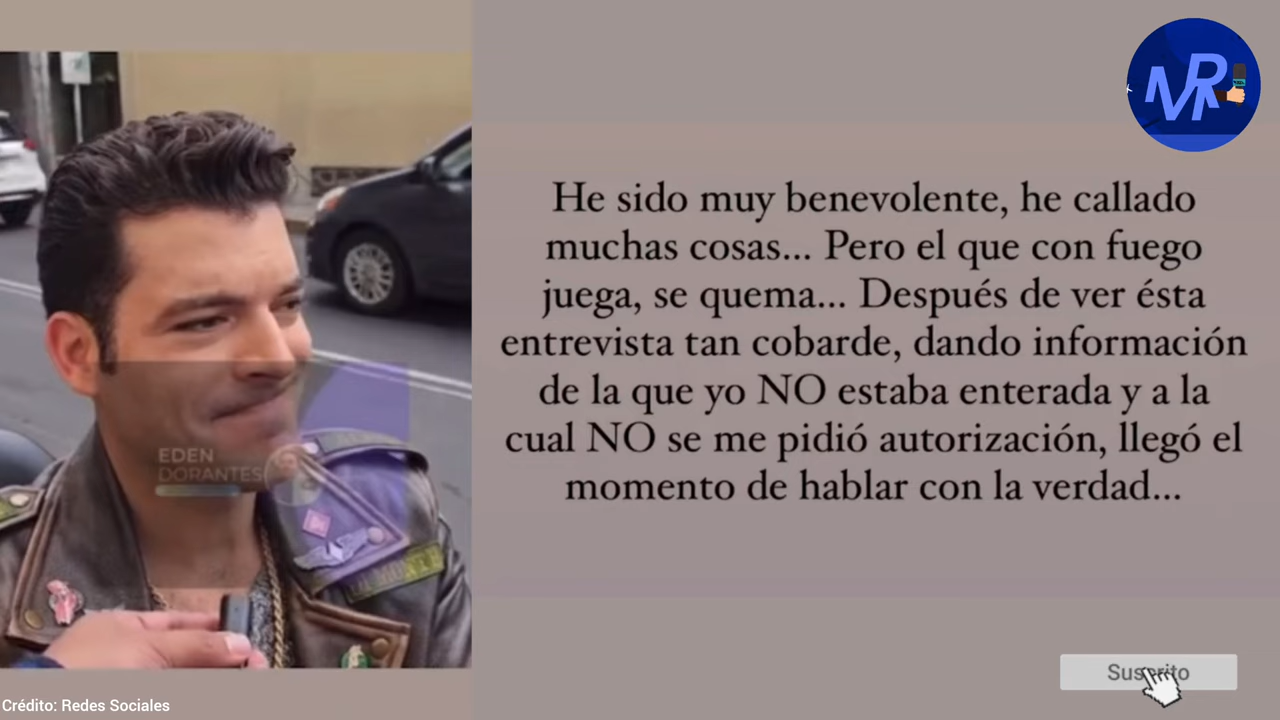 MR
He sido muy benevolente, he callado
muchas cosas... Pero el que con fuego
juega, se quema... Después de ver ésta
entrevista tan cobarde, dando información
de la que yo NO estaba enterada y a la
cual NO se me pidió autorización, llegó el
momento de hablar con la verdad...
EDEN
DORANTES
Suscrito
Crédito: Redes Sociales